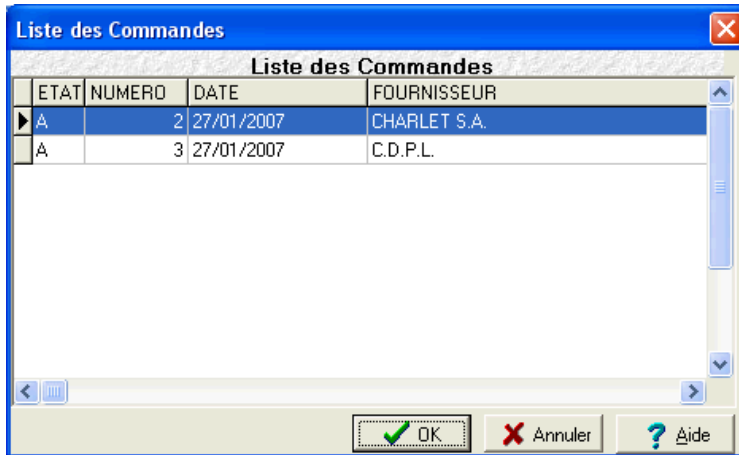 Liste des Commandes
Liste des Commandes
ETAT NUMERO DATE FOURNISSEUR
A 2 27/01/2007 CHARLET S.A.
A 3 27/01/2007 C.D.P.L.
OK Annuler ? Aide